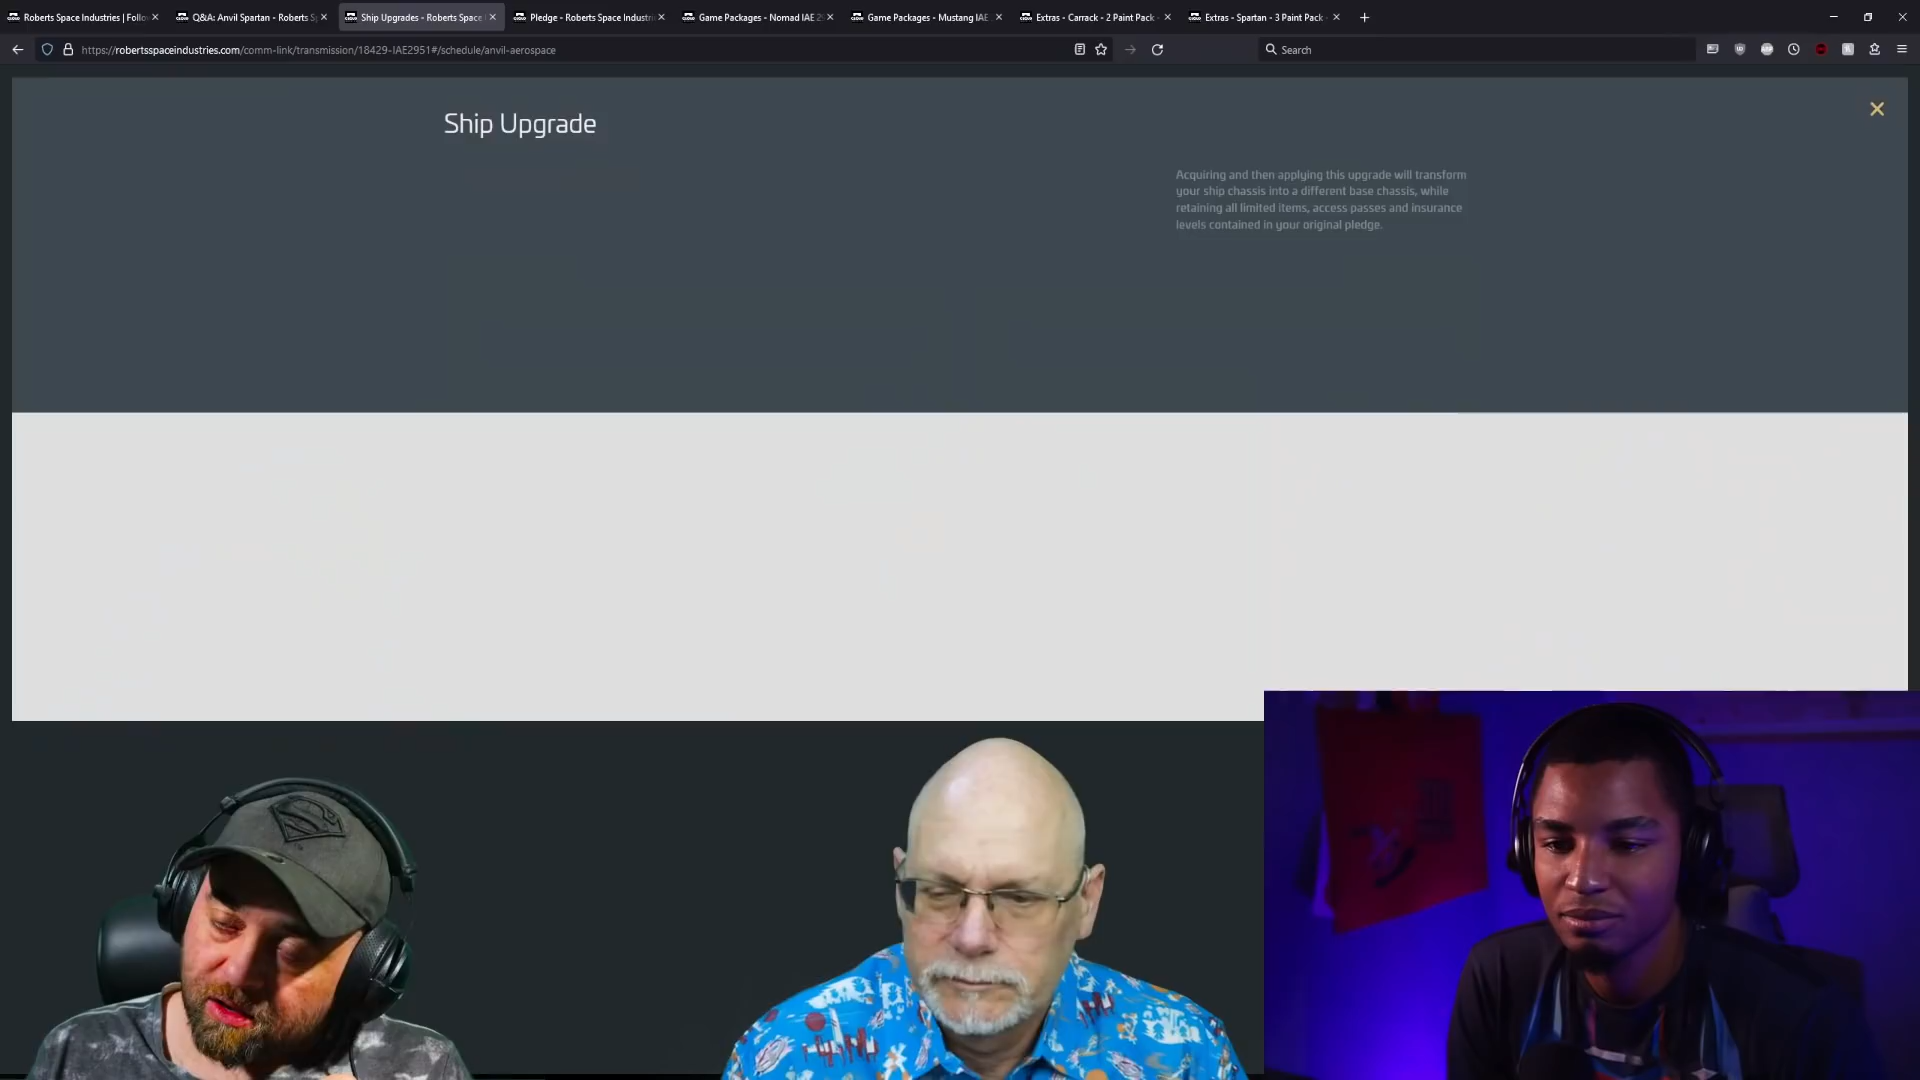 Roberts Space Industries | Follo
Q&A: Anvil Spartan - Roberts Sp
Ship Upgrades - Roberts Space
Pledge - Roberts Space Industri
Game Packages - Nomad IAE 2
Game Packages - Mustang IAE
Extras - Carrack - 2 Paint Pack -
Extras - Spartan - 3 Paint Pack -
https://robertsspaceindustries.com/comm-link/transmission/18429-IAE2951#/schedule/anvil-aerospace
Search
Ship Upgrade
Acquiring and then applying this upgrade will transform
your ship chassis into a different base chassis, while
retaining all limited items, access passes and insurance
levels contained in your original pledge.